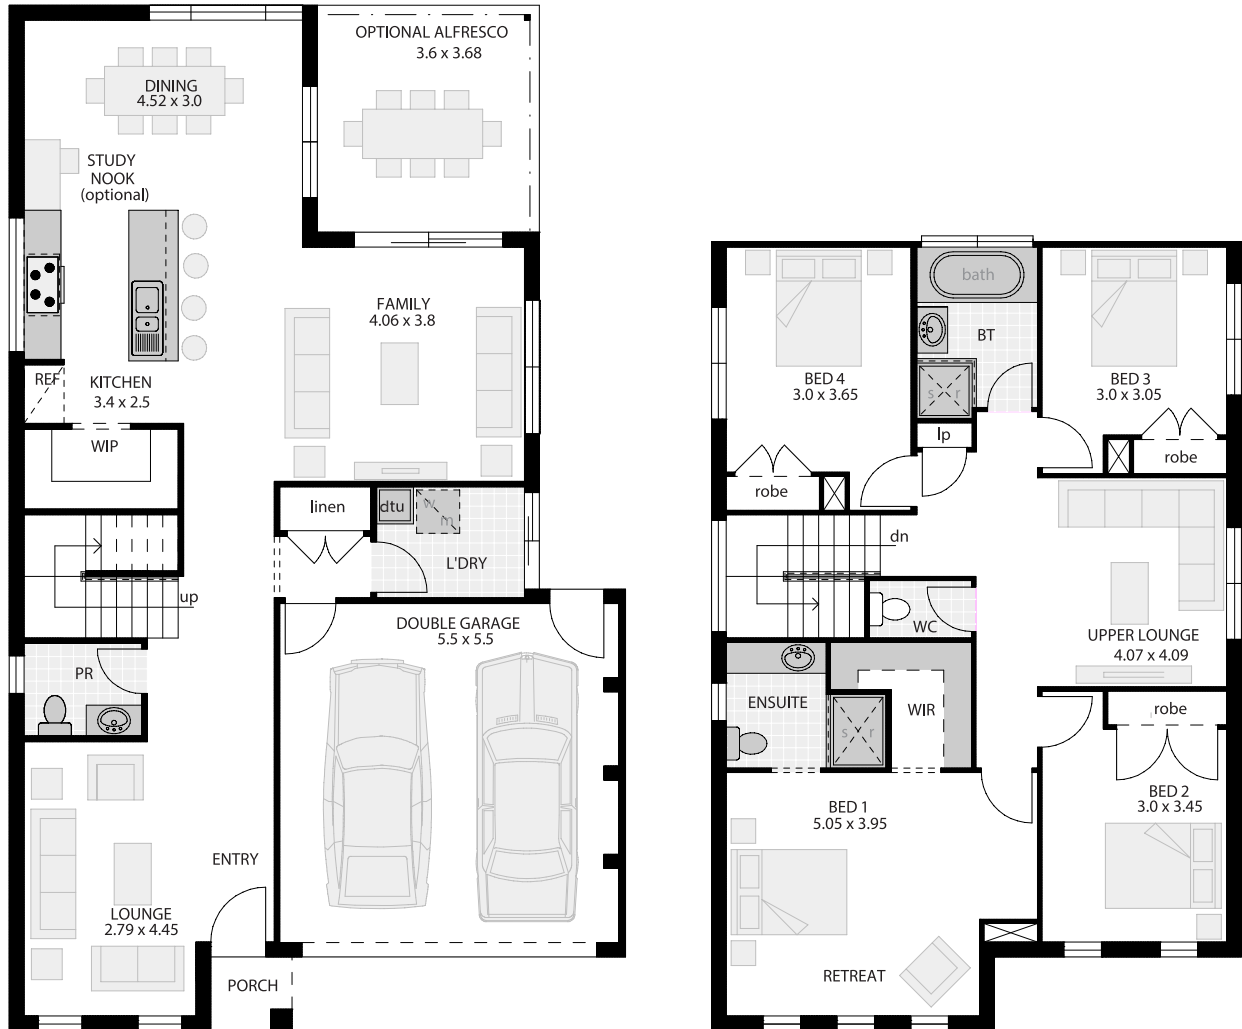 OPTIONAL ALFRESCO
3.6 x 3.68
DINING
4.52 x 3.0
STUDY
NOOK
(optional)
FAMILY
4.06 x 3.8
REF
KITCHEN
3.4 x 2.5
WIP
linen
dtu
w
m
L'DRY
up
DOUBLE GARAGE
5.5 x 5.5
PR
ENTRY
LOUNGE
2.79 x 4.45
PORCH
bath
BT
s r
BED 4
3.0 x 3.65
BED 3
3.0 x 3.05
lp
robe
robe
dn
WC
UPPER LOUNGE
4.07 x 4.09
ENSUITE
WIR
s r
robe
BED 1
5.05 x 3.95
BED 2
3.0 x 3.45
RETREAT